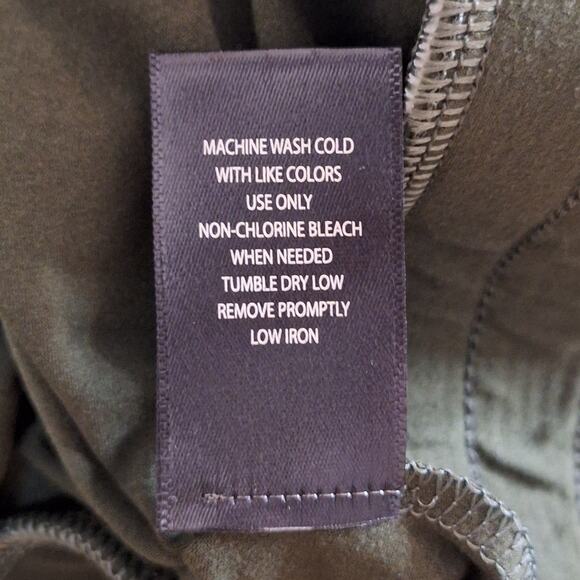 MACHINE WASH COLD
WITH LIKE COLORS
USE ONLY
NON-CHLORINE BLEACH
WHEN NEEDED
TUMBLE DRY LOW
REMOVE PROMPTLY
LOW IRON